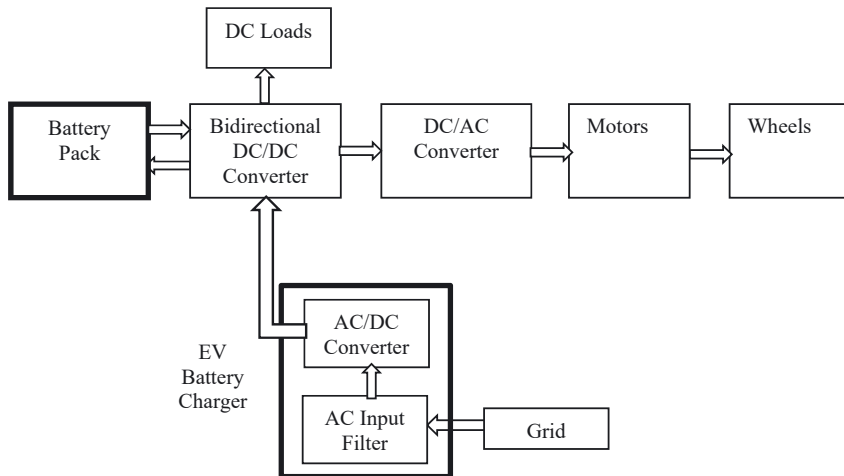 DC Loads
Battery
Pack
Bidirectional
DC/DC
Converter
DC/AC
Converter
Motors
Wheels
EV
Battery
Charger
AC/DC
Converter
AC Input
Filter
Grid